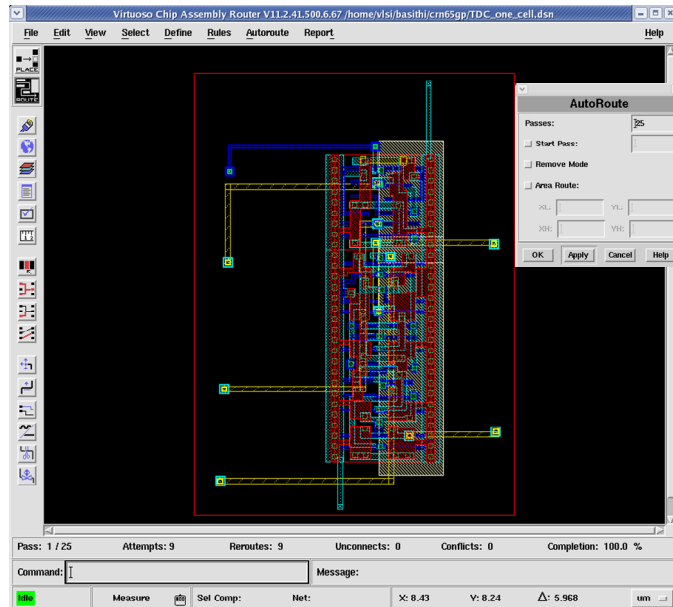 Virtuoso Chip Assembly Router V11.2.41.500.6.67 /home/vlsi/basithi/crn65gp/TDC_one_cell.dsn
File Edit View Select Define Rules Autoroute Report Help
PLACE
ROUTE
AutoRoute
Passes: 25
Start Pass:
Remove Mode
Area Route:
XL: YL:
XH: YH:
OK Apply Cancel Help
Pass: 1 / 25 Attempts: 9 Reroutes: 9 Unconnects: 0 Conflicts: 0 Completion: 100.0 %
Command: Message:
Idle Measure Sel Comp: Net: X: 8.43 Y: 8.24 Δ: 5.968 um